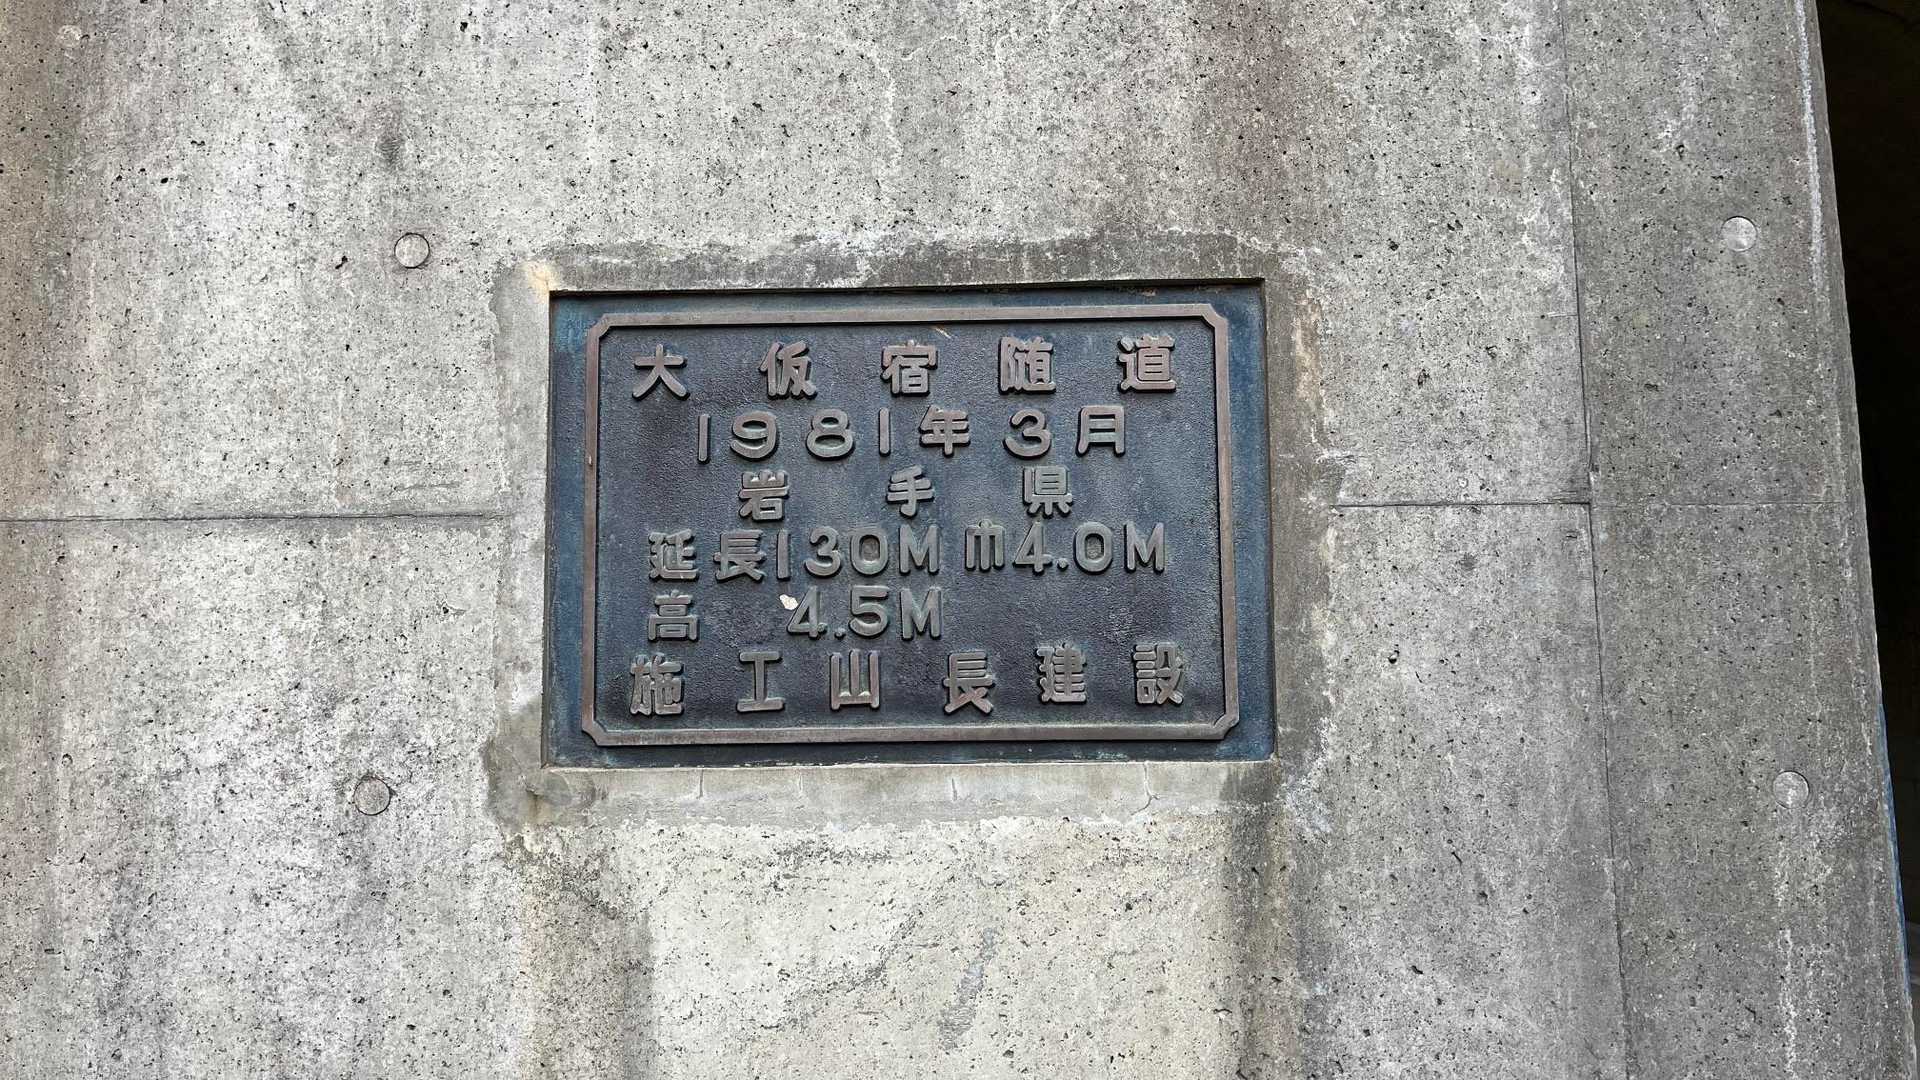 大仮宿隧道
1981年3月
岩手県
延長130M 巾4.0M
高 4.5M
施工山長建設